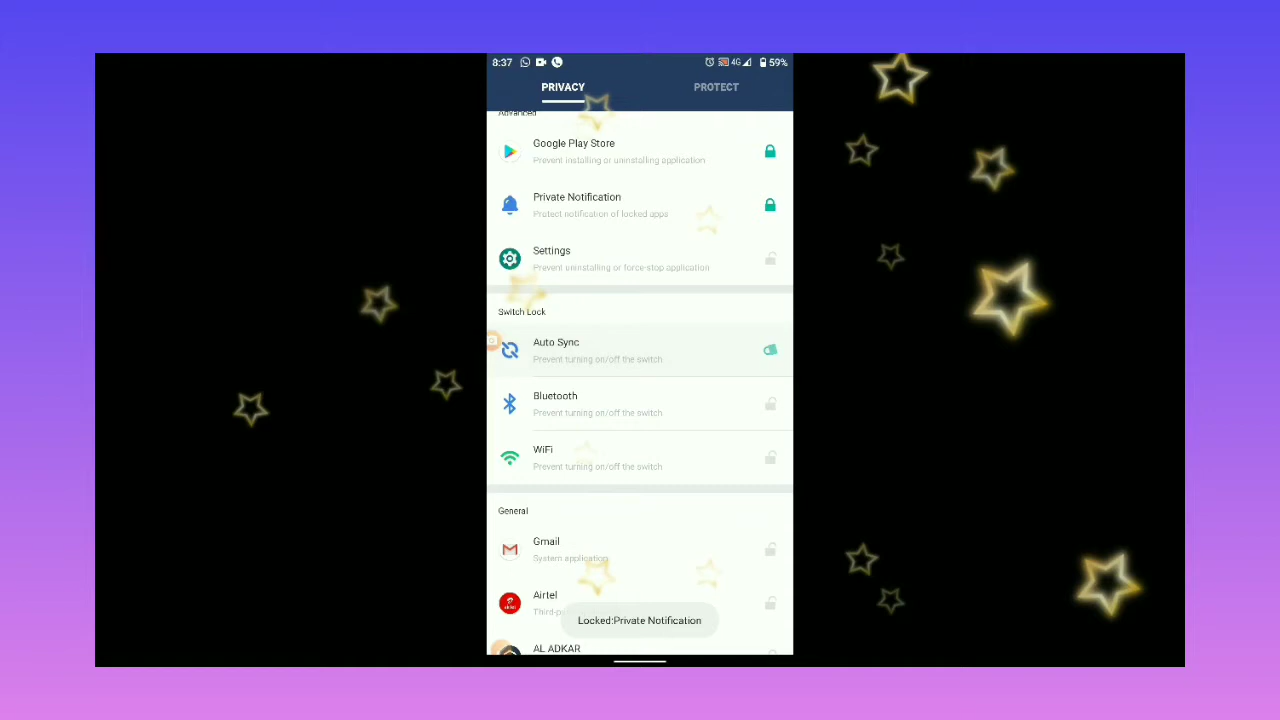 8:37 4G 59%
PRIVACY PROTECT
Advanced
Google Play Store
Prevent installing or uninstalling application
Private Notification
Protect notification of locked apps
Settings
Prevent uninstalling or force-stop application
Switch Lock
Auto Sync
Prevent turning on/off the switch
Bluetooth
Prevent turning on/off the switch
WiFi
Prevent turning on/off the switch
General
Gmail
System application
Airtel
Locked:Private Notification
AL ADKAR